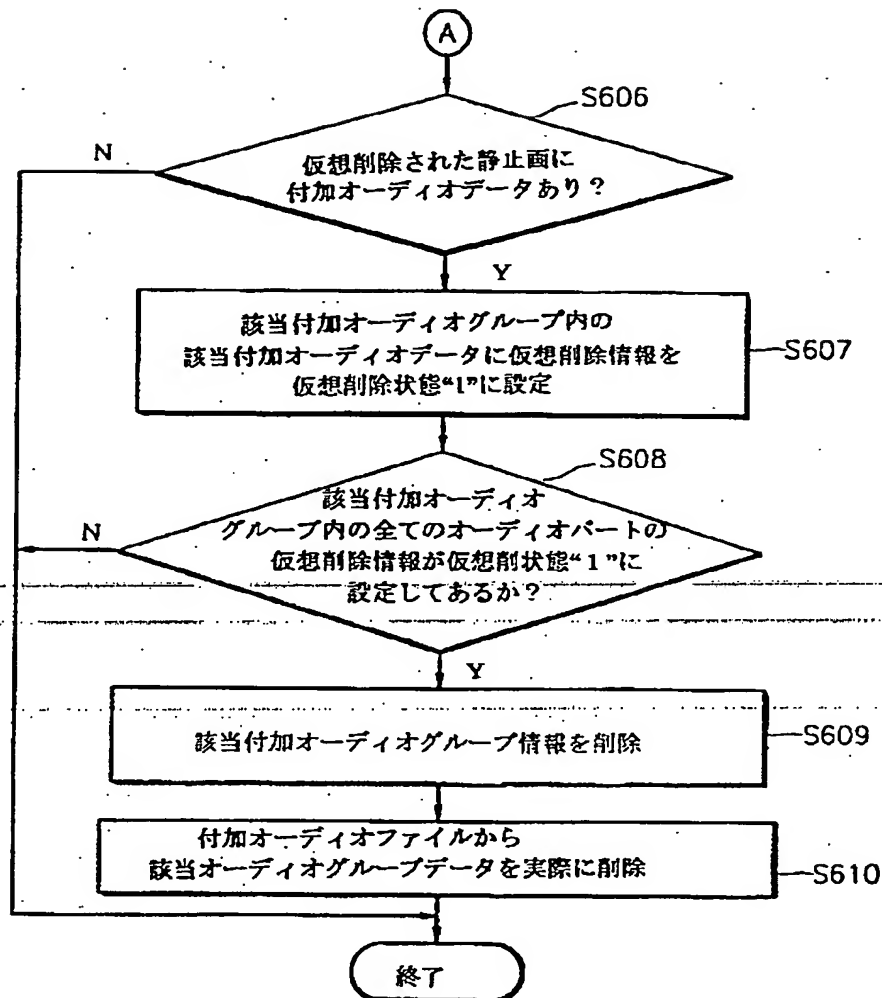 A
S606
N
仮想削除された静止画に
付加オーディオデータあり？
Y
該当付加オーディオグループ内の
該当付加オーディオデータに仮想削除情報を
仮想削除状態“1”に設定
S607
S608
該当付加オーディオ
グループ内の全てのオーディオパートの
仮想削除情報が仮想削状態“1”に
設定してあるか？
N
Y
該当付加オーディオグループ情報を削除
S609
付加オーディオファイルから
該当オーディオグループデータを実際に削除
S610
終了